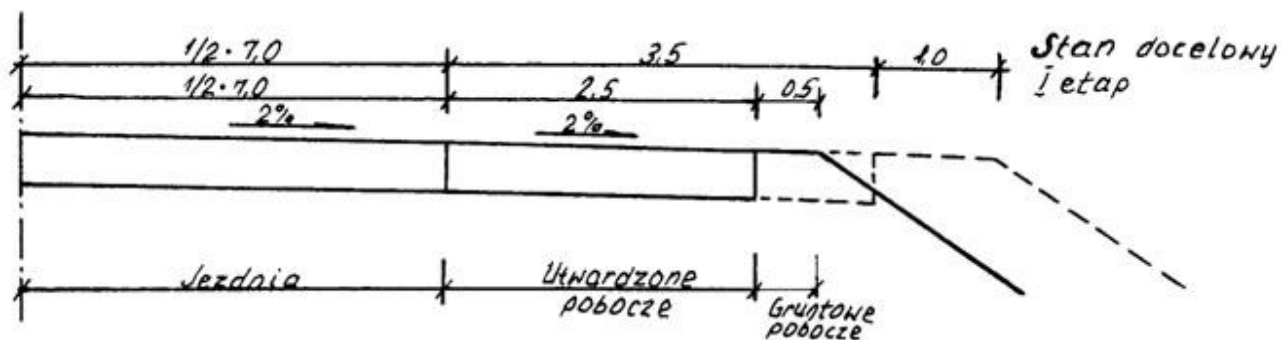 1/2·7,0 3.5 1.0 Stan docelowy
1/2·7,0 2.5 0.5 I etap
2% 2%
Jezdnia Utwardzone pobocze Gruntowe pobocze